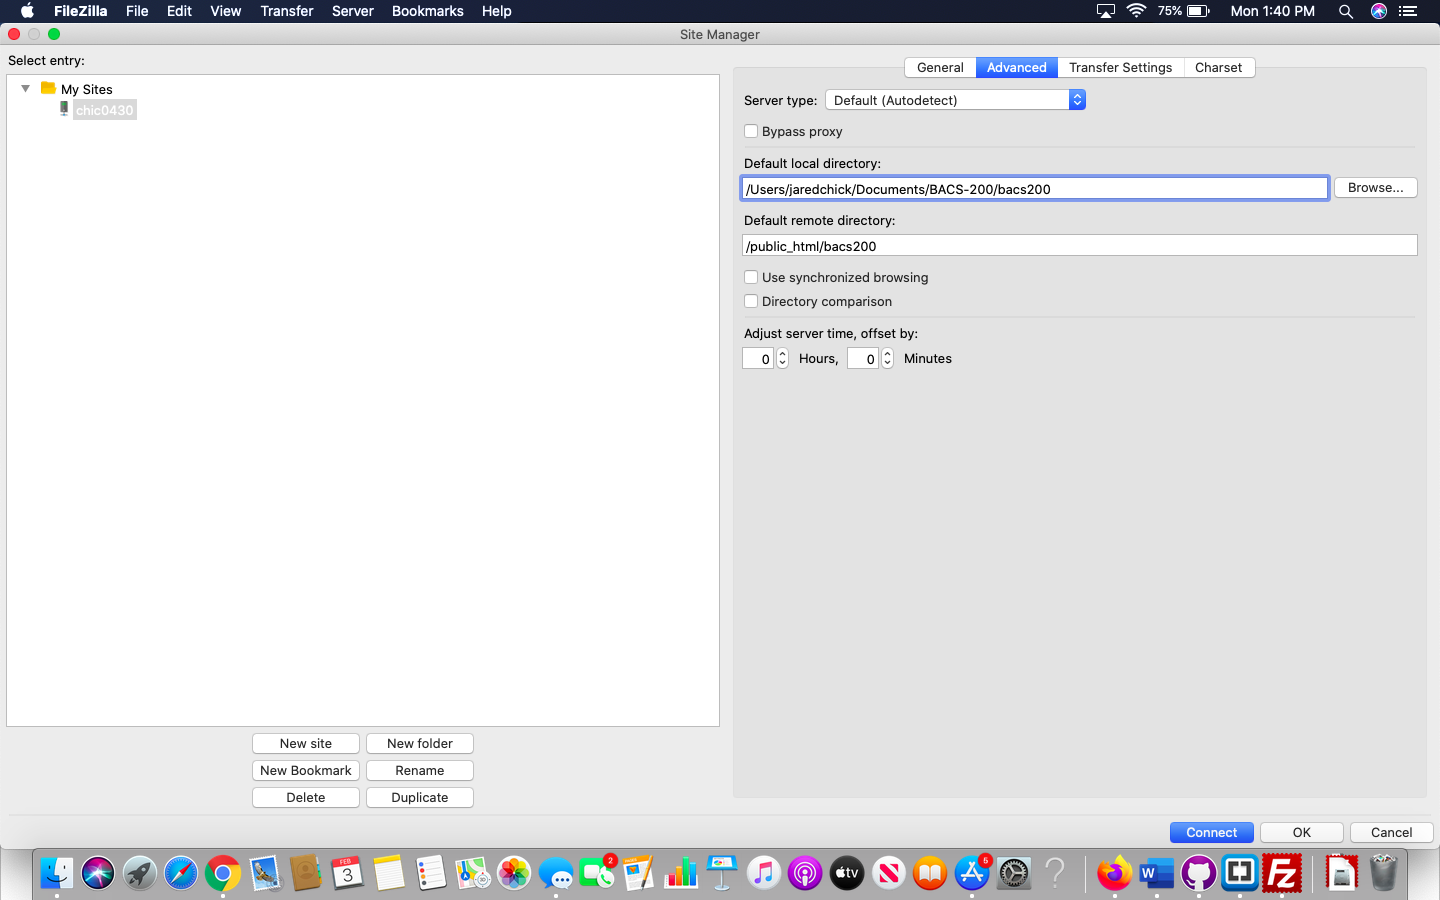 FileZilla File Edit View Transfer Server Bookmarks Help 75% Mon 1:40 PM
Site Manager
Select entry:
My Sites
chic0430
New site New folder
New Bookmark Rename
Delete Duplicate
General Advanced Transfer Settings Charset
Server type: Default (Autodetect)
Bypass proxy
Default local directory:
/Users/jaredchick/Documents/BACS-200/bacs200 Browse...
Default remote directory:
/public_html/bacs200
Use synchronized browsing
Directory comparison
Adjust server time, offset by:
0 Hours, 0 Minutes
Connect OK Cancel
FEB
3
2
tv
5
?
W
FZ